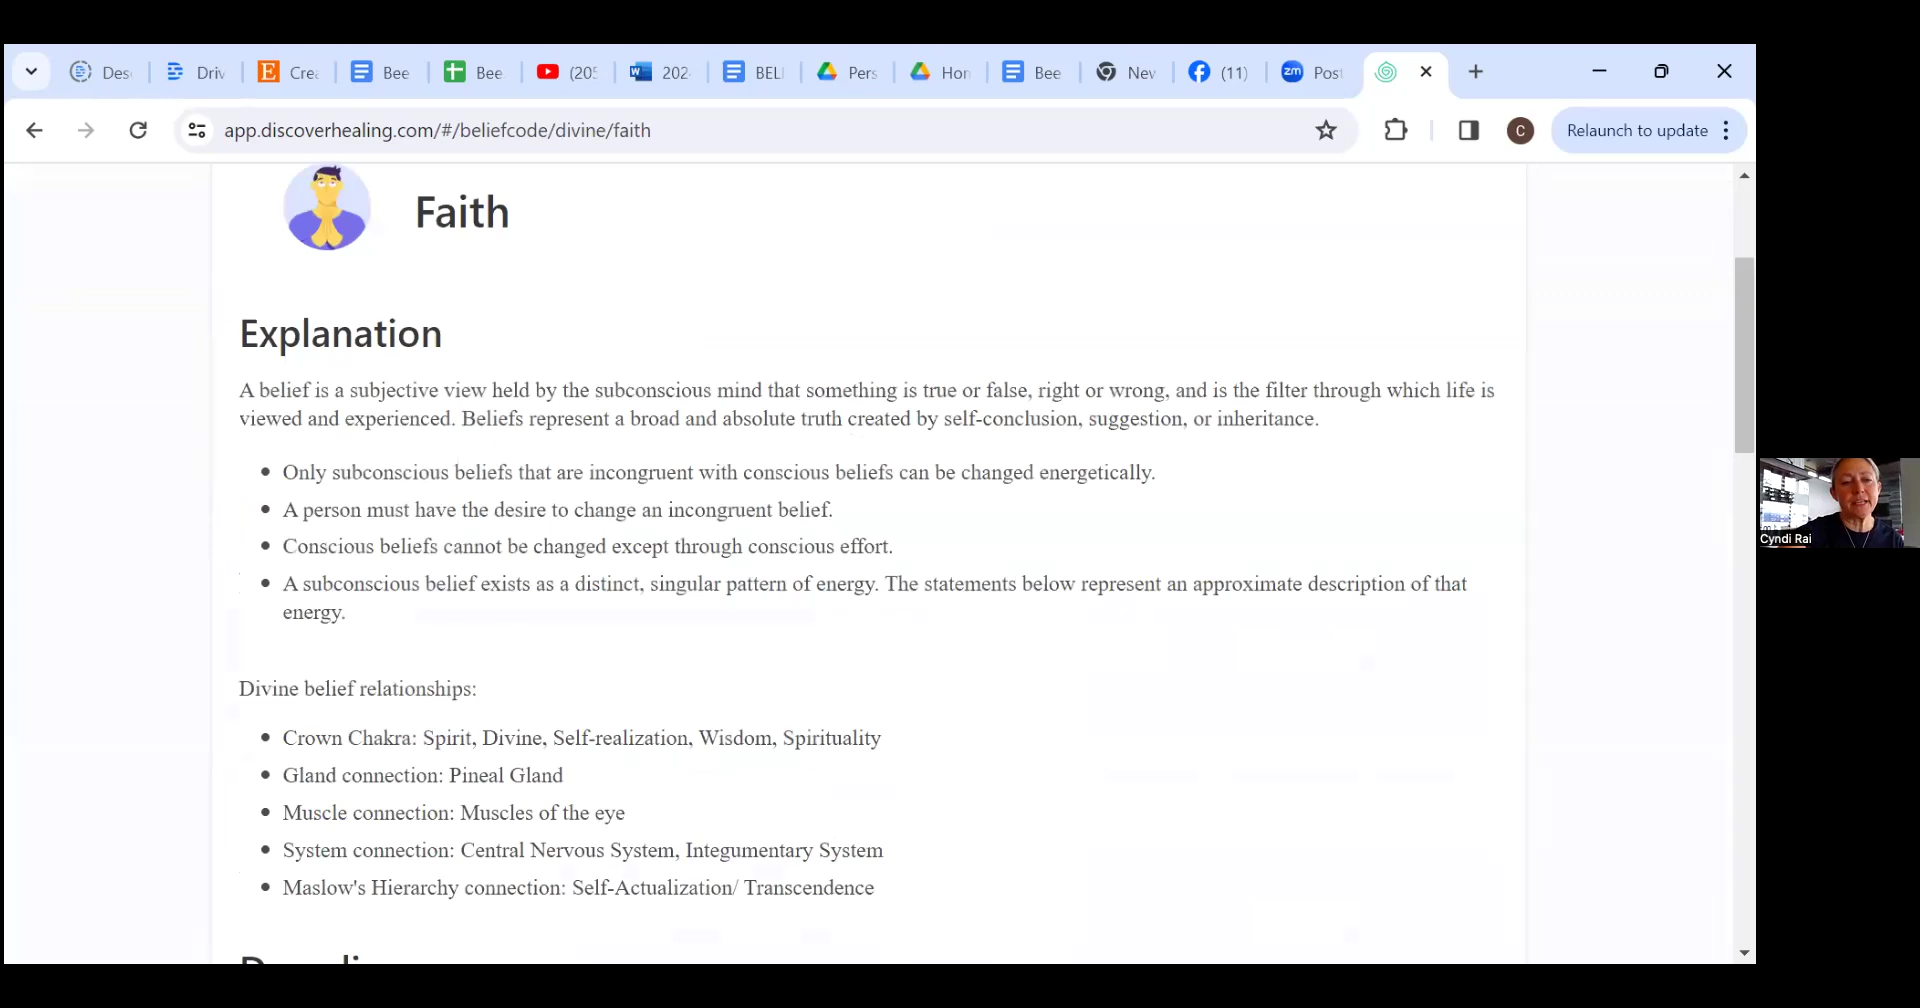 Des
Driv
Crea
Bee
Bee
(205
202
BEL
Pers
Hon
Bee
Nev
(11)
zm
Post
app.discoverhealing.com/#/beliefcode/divine/faith
C
Relaunch to update
Faith
Explanation
A belief is a subjective view held by the subconscious mind that something is true or false, right or wrong, and is the filter through which life is
viewed and experienced. Beliefs represent a broad and absolute truth created by self-conclusion, suggestion, or inheritance.
Only subconscious beliefs that are incongruent with conscious beliefs can be changed energetically.
A person must have the desire to change an incongruent belief.
Conscious beliefs cannot be changed except through conscious effort.
A subconscious belief exists as a distinct, singular pattern of energy. The statements below represent an approximate description of that
energy.
Divine belief relationships:
Crown Chakra: Spirit, Divine, Self-realization, Wisdom, Spirituality
Gland connection: Pineal Gland
Muscle connection: Muscles of the eye
System connection: Central Nervous System, Integumentary System
Maslow's Hierarchy connection: Self-Actualization/ Transcendence
Cyndi Rai